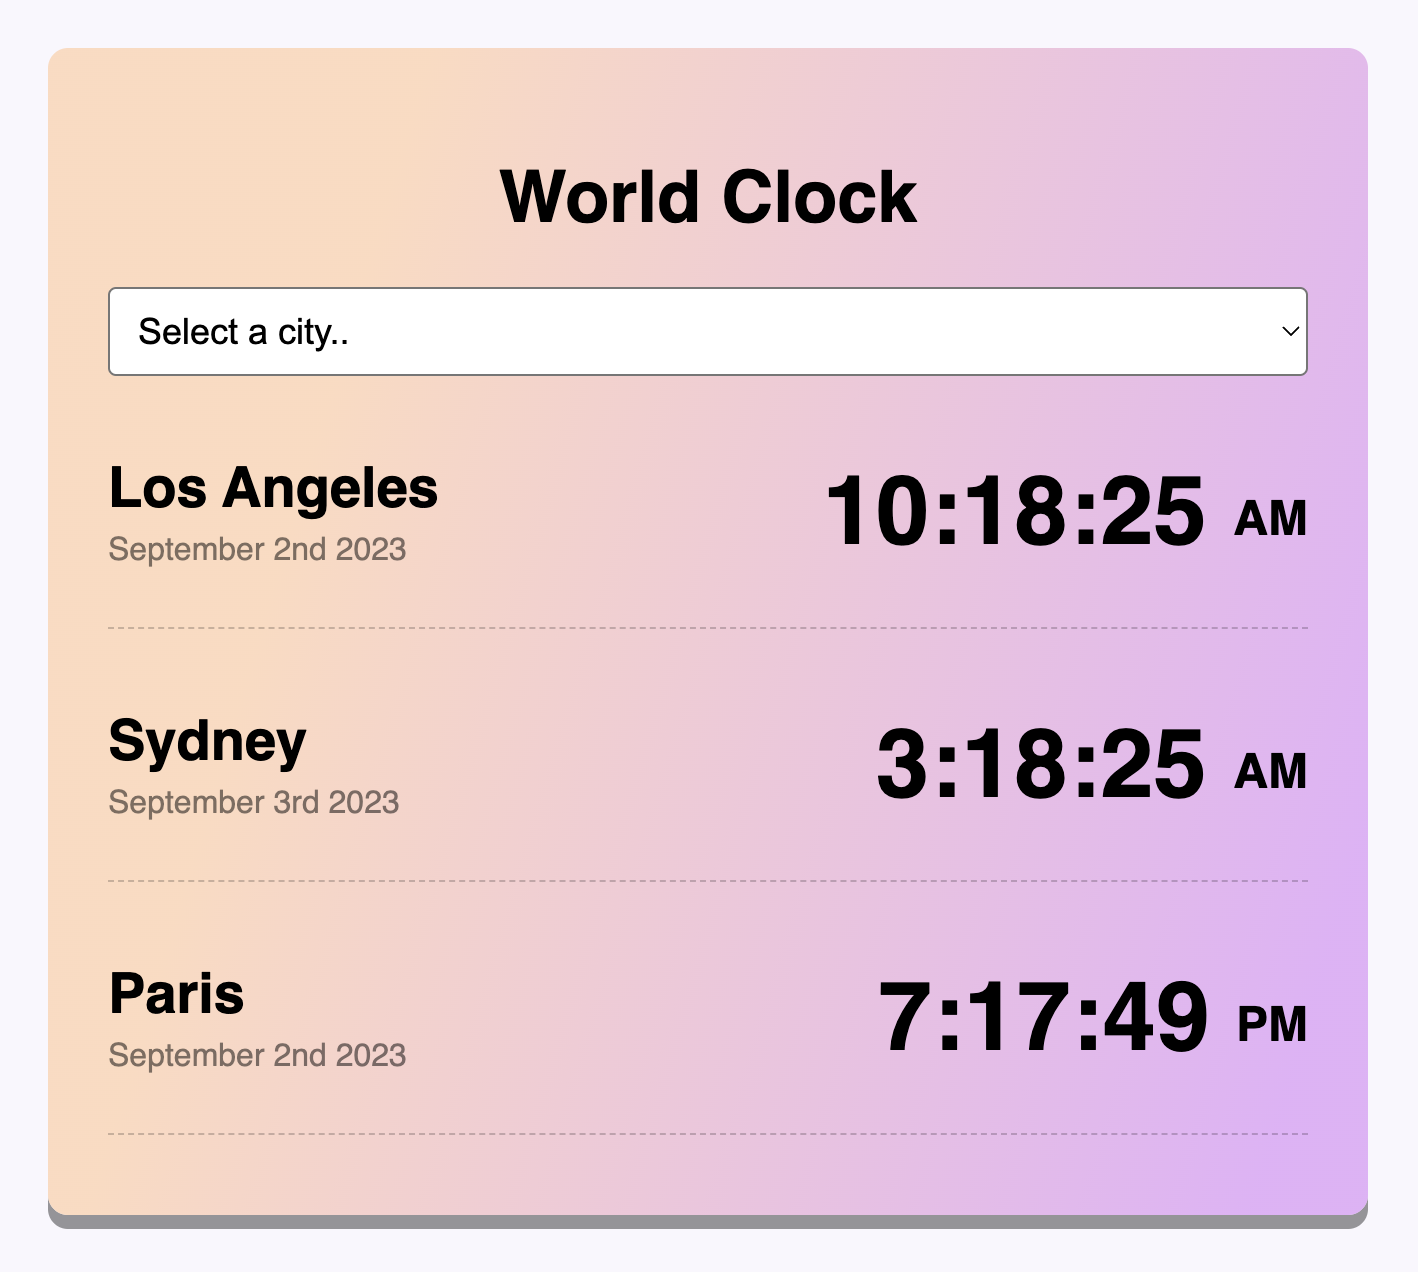 World Clock
Select a city..
Los Angeles
10:18:25 AM
September 2nd 2023
Sydney
3:18:25 AM
September 3rd 2023
Paris
7:17:49 PM
September 2nd 2023